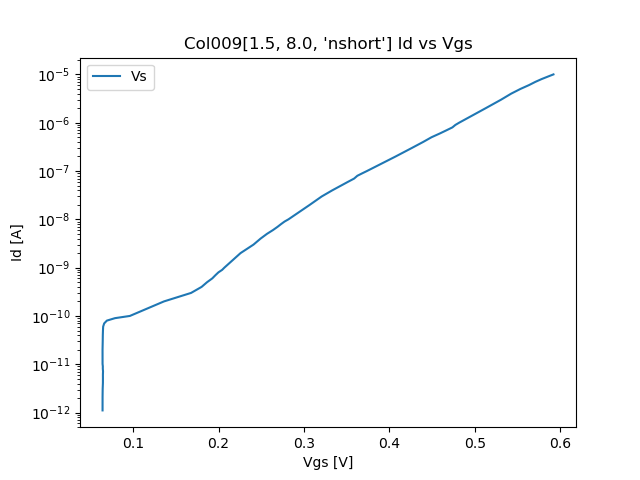 Col009[1.5, 8.0, 'nshort'] Id vs Vgs
Vs
10⁻⁵
10⁻⁶
10⁻⁷
10⁻⁸
10⁻⁹
10⁻¹⁰
10⁻¹¹
10⁻¹²
Id [A]
0.1 0.2 0.3 0.4 0.5 0.6
Vgs [V]